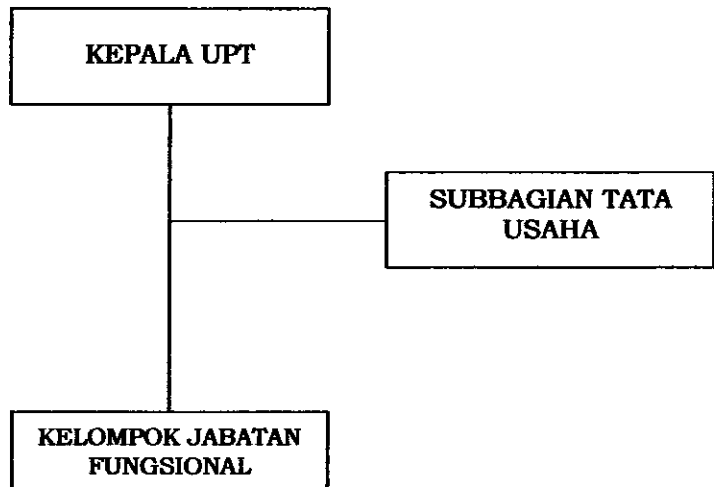 KEPALA UPT
SUBBAGIAN TATA
USAHA
KELOMPOK JABATAN
FUNGSIONAL